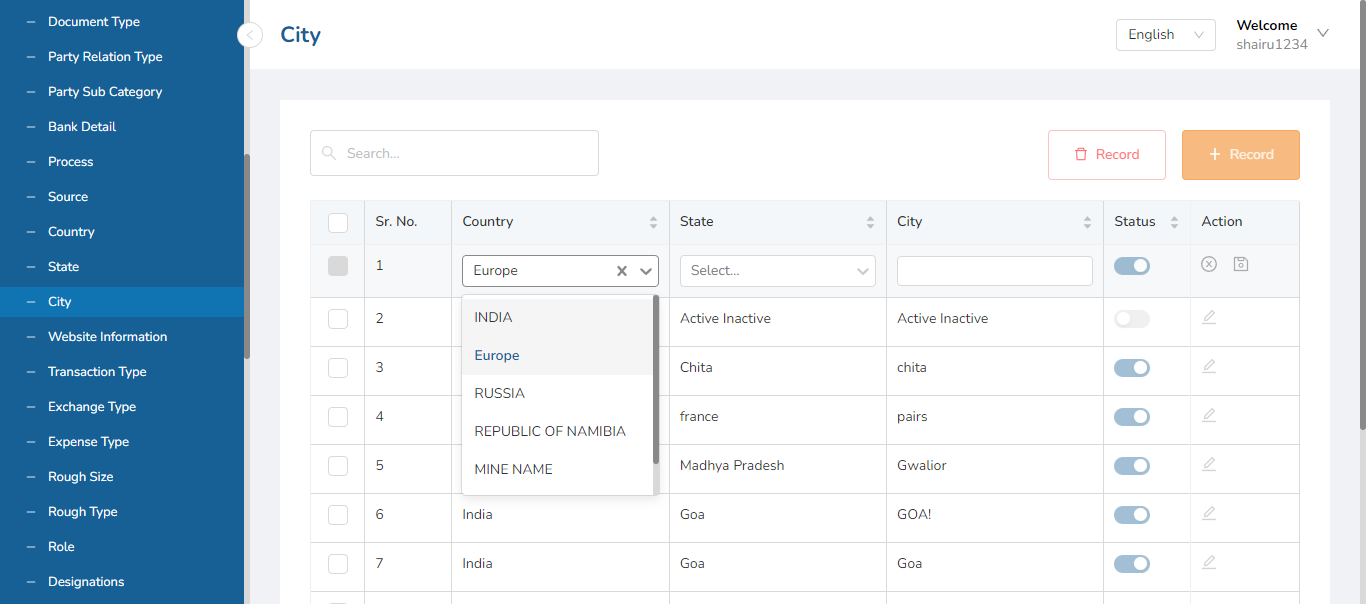 Document Type
Party Relation Type
Party Sub Category
Bank Detail
Process
Source
Country
State
City
Website Information
Transaction Type
Exchange Type
Expense Type
Rough Size
Rough Type
Role
Designations
City
English
Welcome
shairu1234
Search...
Record
+ Record
Sr. No. Country State City Status Action
1 Europe Select...
INDIA
Europe
RUSSIA
REPUBLIC OF NAMIBIA
MINE NAME
2 Active Inactive Active Inactive
3 Chita chita
4 france pairs
5 Madhya Pradesh Gwalior
6 India Goa GOA!
7 India Goa Goa